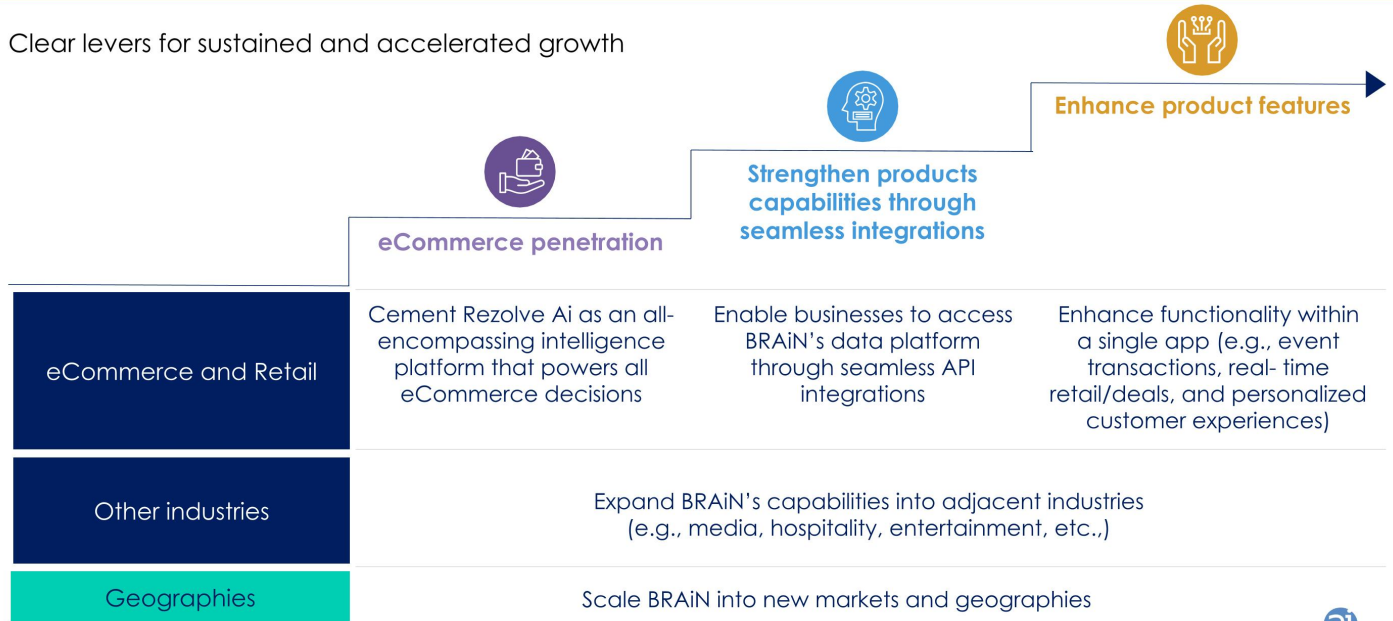 Clear levers for sustained and accelerated growth
Enhance product features
Strengthen products
capabilities through
seamless integrations
eCommerce penetration
eCommerce and Retail
Cement Rezolve Ai as an all-
encompassing intelligence
platform that powers all
eCommerce decisions
Enable businesses to access
BRAiN’s data platform
through seamless API
integrations
Enhance functionality within
a single app (e.g., event
transactions, real- time
retail/deals, and personalized
customer experiences)
Other industries
Expand BRAiN’s capabilities into adjacent industries
(e.g., media, hospitality, entertainment, etc.,)
Geographies
Scale BRAiN into new markets and geographies